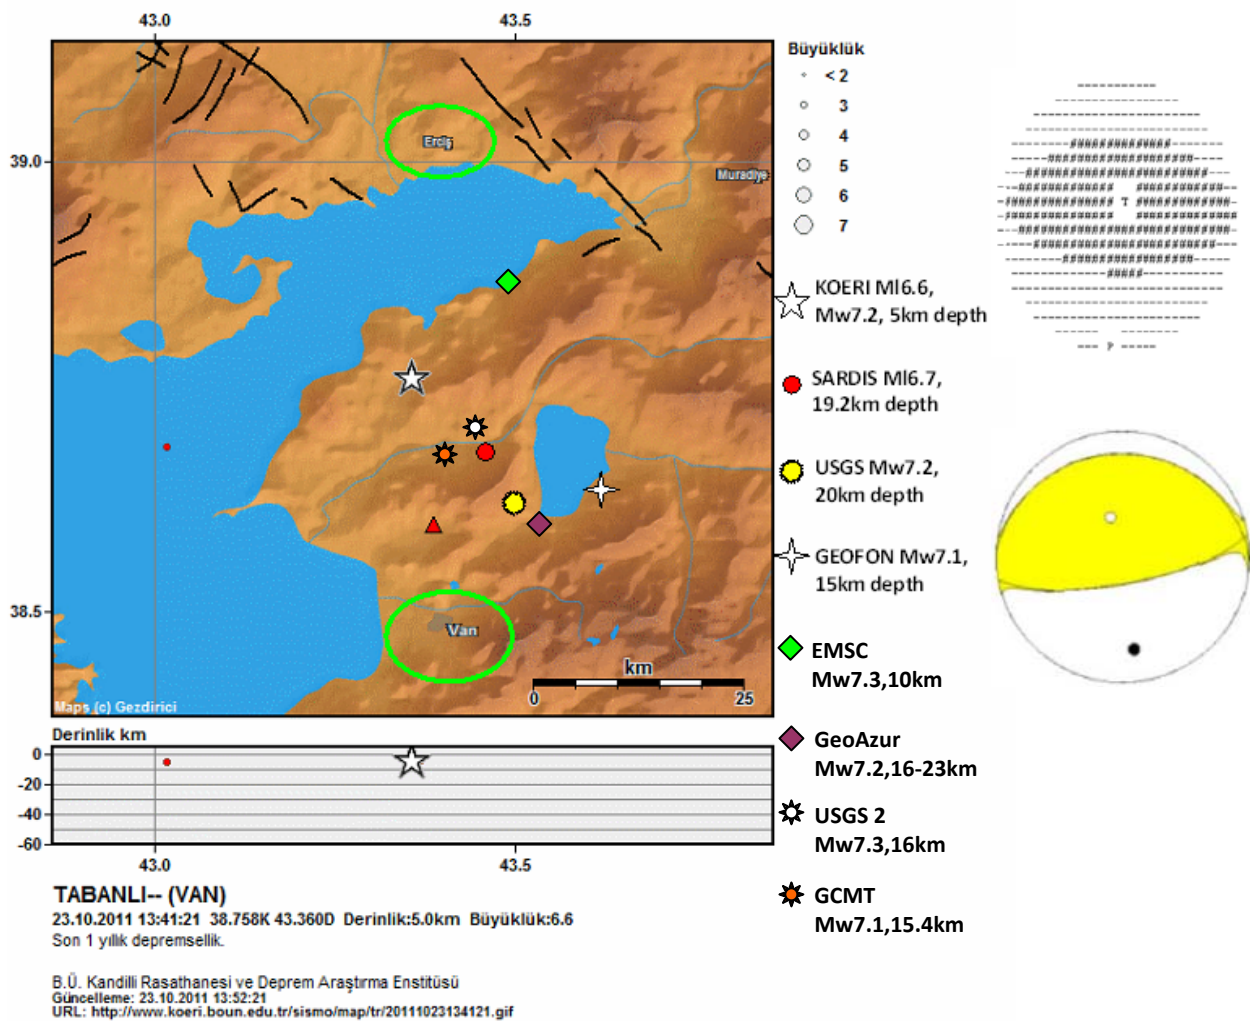 43.0
43.5
39.0
38.5
Erciş
Muradiye
Van
km
0
25
Maps (c) Gezdirici
Büyüklük
< 2
3
4
5
6
7
KOERI Ml6.6,
Mw7.2, 5km depth
SARDIS Ml6.7,
19.2km depth
USGS Mw7.2,
20km depth
GEOFON Mw7.1,
15km depth
EMSC
Mw7.3,10km
GeoAzur
Mw7.2,16-23km
USGS 2
Mw7.3,16km
GCMT
Mw7.1,15.4km
T
P
Derinlik km
0
-20
-40
-60
43.0
43.5
TABANLI-- (VAN)
23.10.2011 13:41:21 38.758K 43.360D Derinlik:5.0km Büyüklük:6.6
Son 1 yıllık depremsellik.
B.Ü. Kandilli Rasathanesi ve Deprem Araştırma Enstitüsü
Güncelleme: 23.10.2011 13:52:21
URL: http://www.koeri.boun.edu.tr/sismo/map/tr/20111023134121.gif